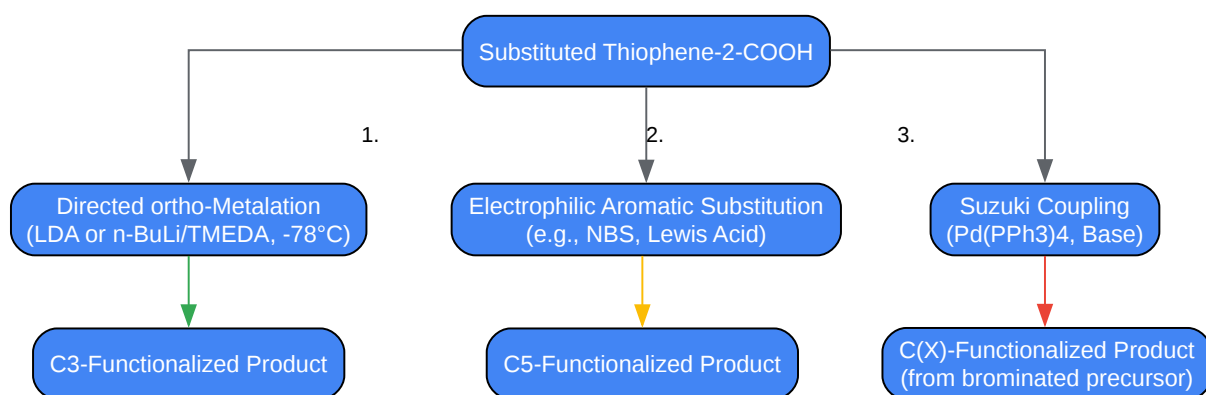 Substituted Thiophene-2-COOH
1.
2.
3.
Directed ortho-Metalation
(LDA or n-BuLi/TMEDA, -78°C)
Electrophilic Aromatic Substitution
(e.g., NBS, Lewis Acid)
Suzuki Coupling
(Pd(PPh3)4, Base)
C3-Functionalized Product
C5-Functionalized Product
C(X)-Functionalized Product
(from brominated precursor)